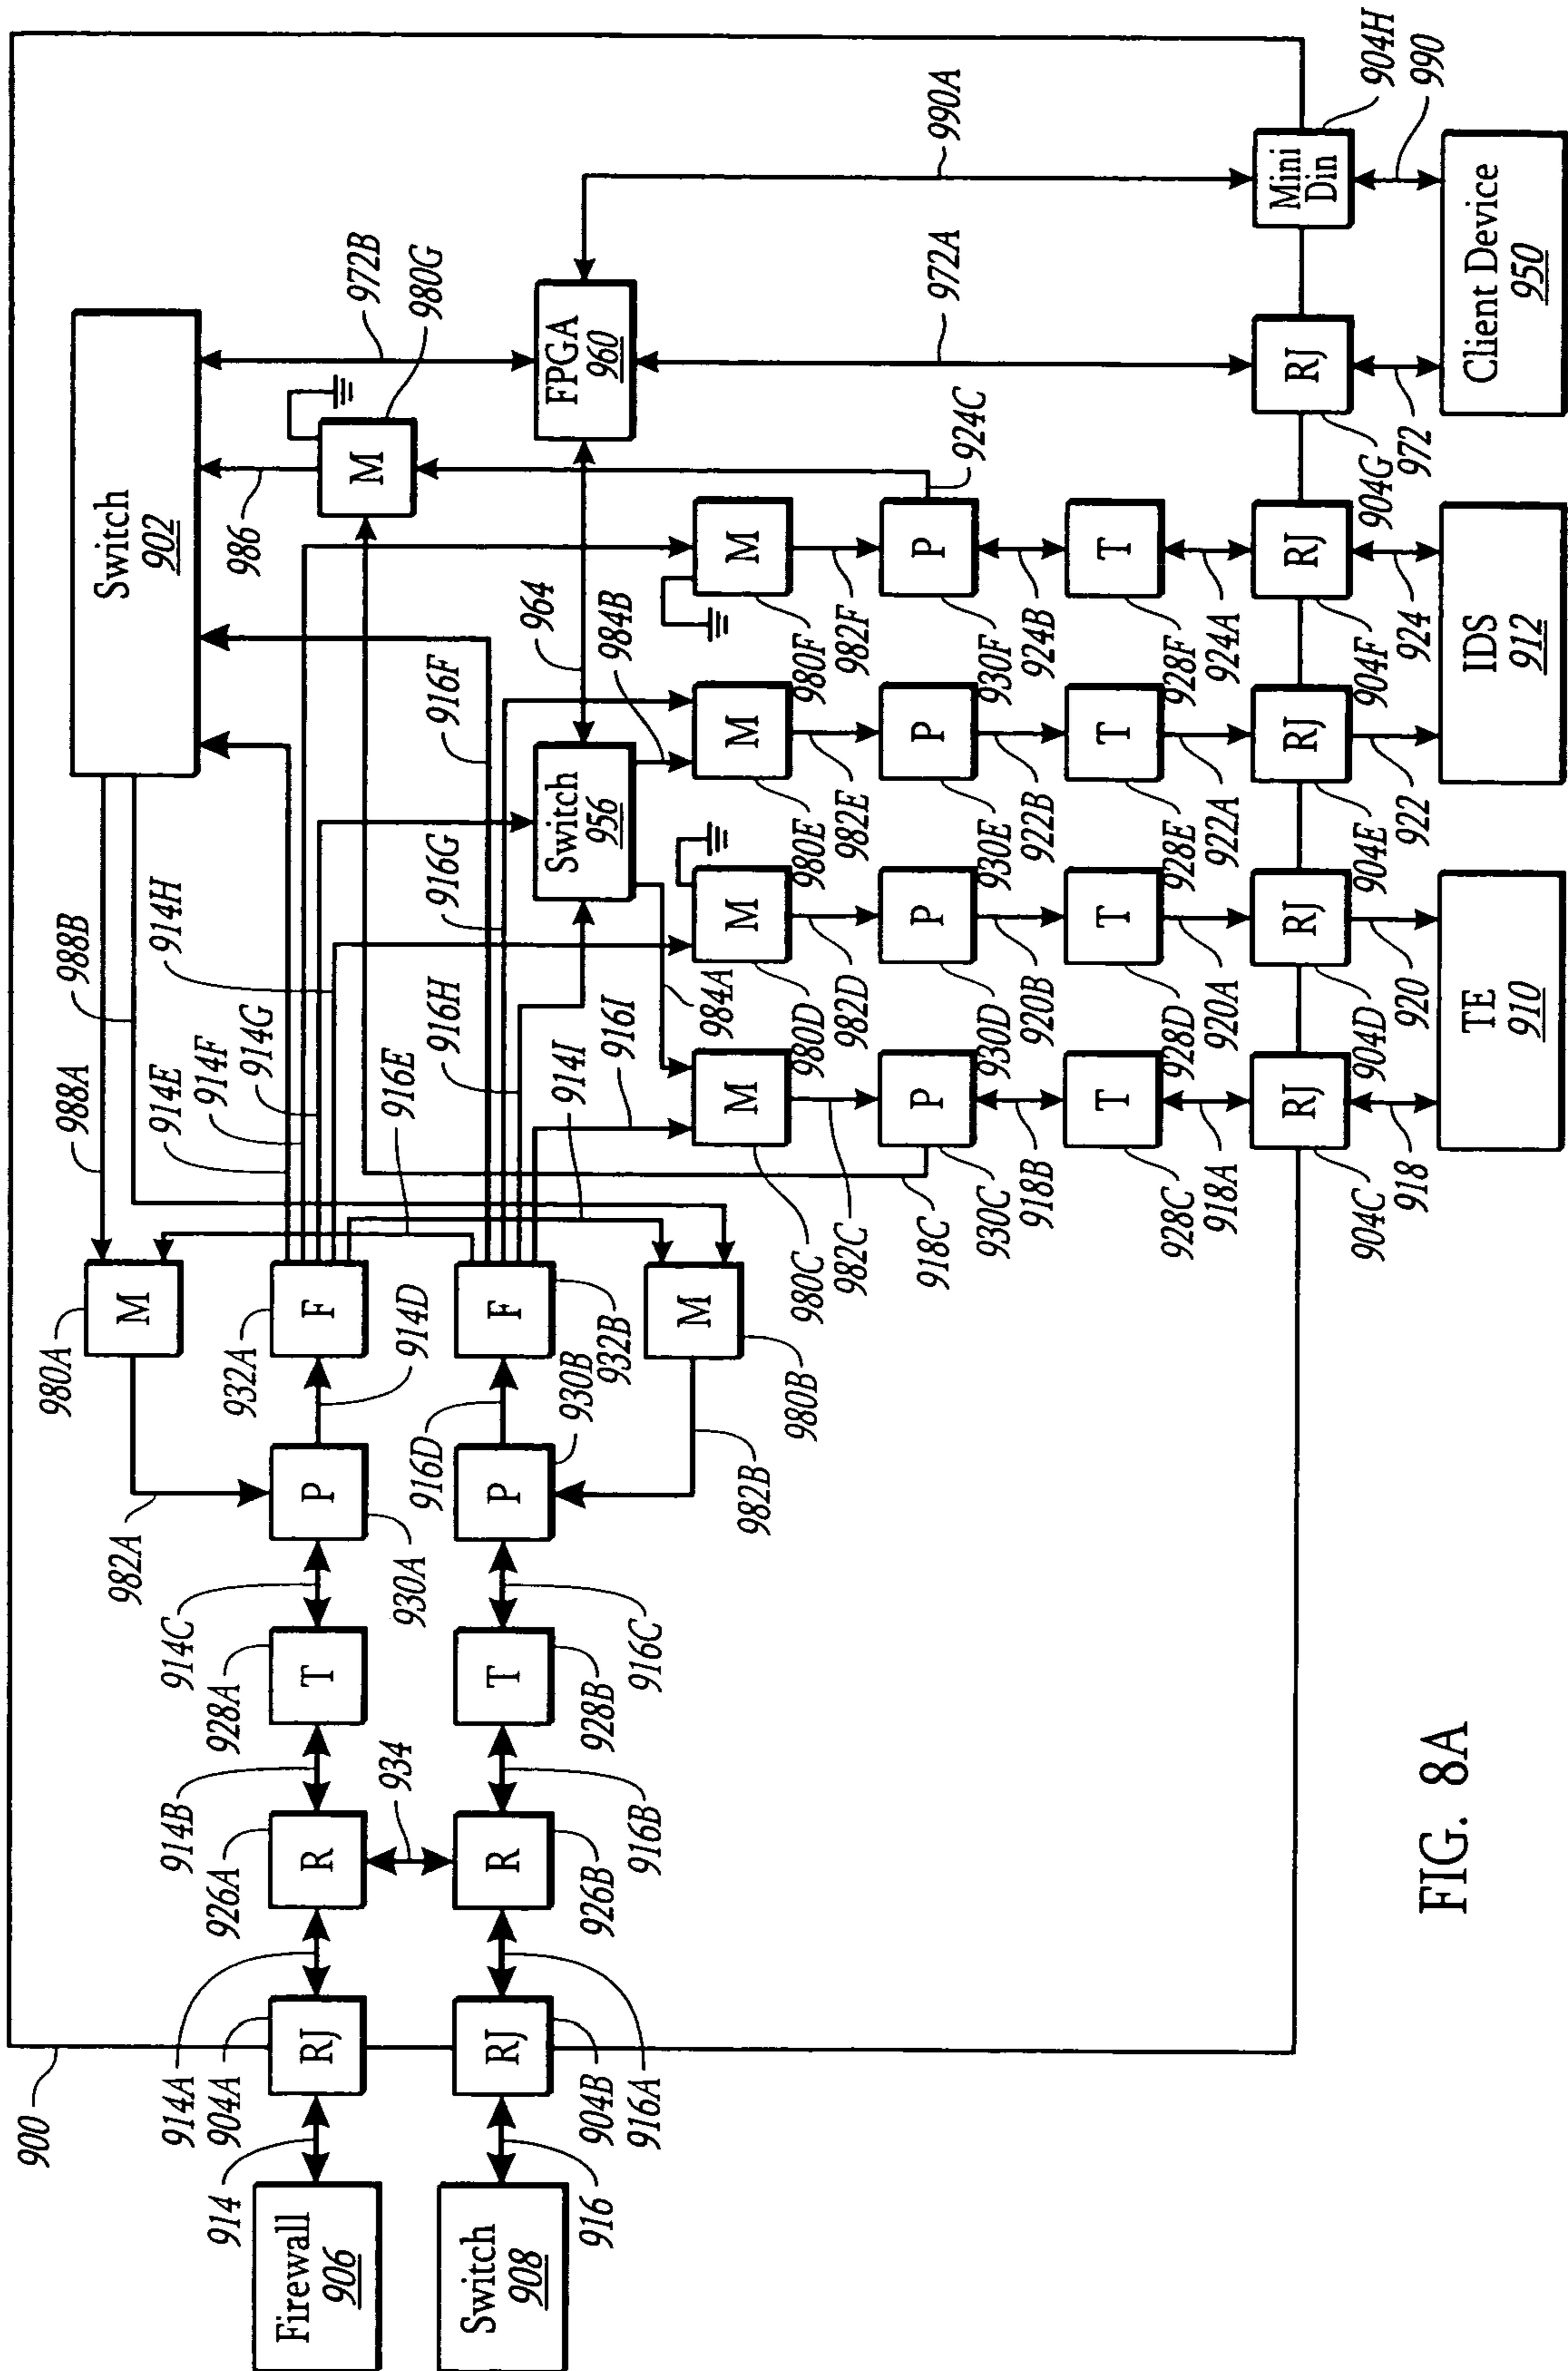 900
Firewall
906
Switch
908
914
916
914A
904A
904B
916A
RJ
RJ
926A
914B
R
934
R
926B
916B
928A
914C
T
T
928B
916C
982A
P
930A
916D
P
930B
982B
980A
M
932A
F
914D
F
932B
M
980B
988A
988B
914E
914F
914G
914H
916E
916H
914I
916I
916G
916F
Switch
902
986
M
980G
972B
Switch
956
964
984A
984B
FPGA
960
990A
972A
924C
M
M
M
M
980C
982C
980D
982D
980E
982E
980F
982F
P
P
P
P
918C
930C
918B
930D
920B
930E
922B
930F
924B
T
T
T
T
928C
918A
928D
920A
928E
922A
928F
924A
RJ
RJ
RJ
RJ
RJ
Mini
Din
904C
918
904D
920
904E
922
904F
924
904G
972
904H
990
TE
910
IDS
912
Client Device
950
FIG. 8A